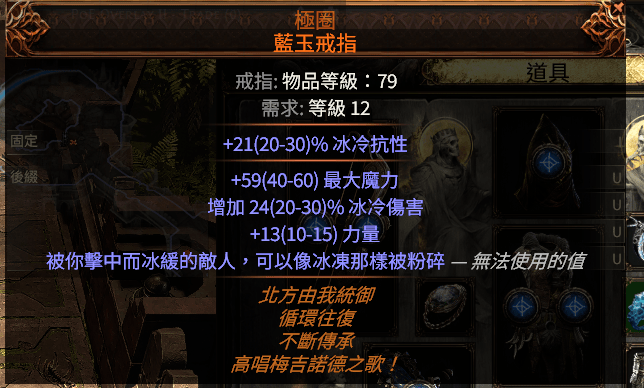 極圈
藍玉戒指
道具
戒指: 物品等級：79
需求: 等級 12
+21(20-30)% 冰冷抗性
固定
後綴
+59(40-60) 最大魔力
增加 24(20-30)% 冰冷傷害
+13(10-15) 力量
被你擊中而冰緩的敵人，可以像冰凍那樣被粉碎 — 無法使用的值
北方由我統御
循環往復
不斷傳承
高唱梅吉諾德之歌！